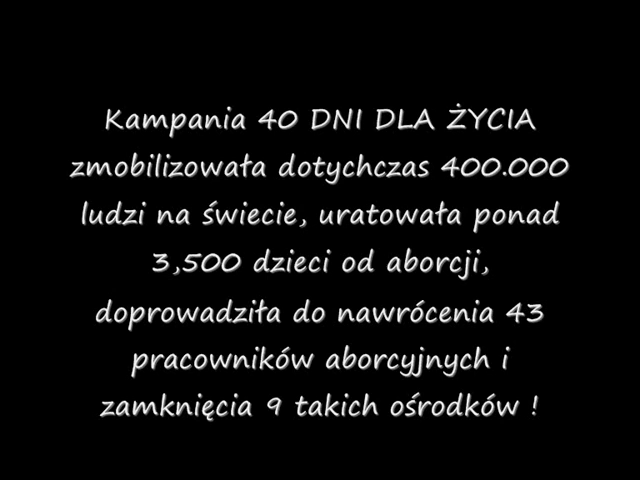 Kampania 40 DNI DLA ŻYCIA
zmobilizowała dotychczas 400.000
ludzi na świecie, uratowała ponad
3,500 dzieci od aborcji,
doprowadziła do nawrócenia 43
pracowników aborcyjnych i
zamknięcia 9 takich ośrodków !